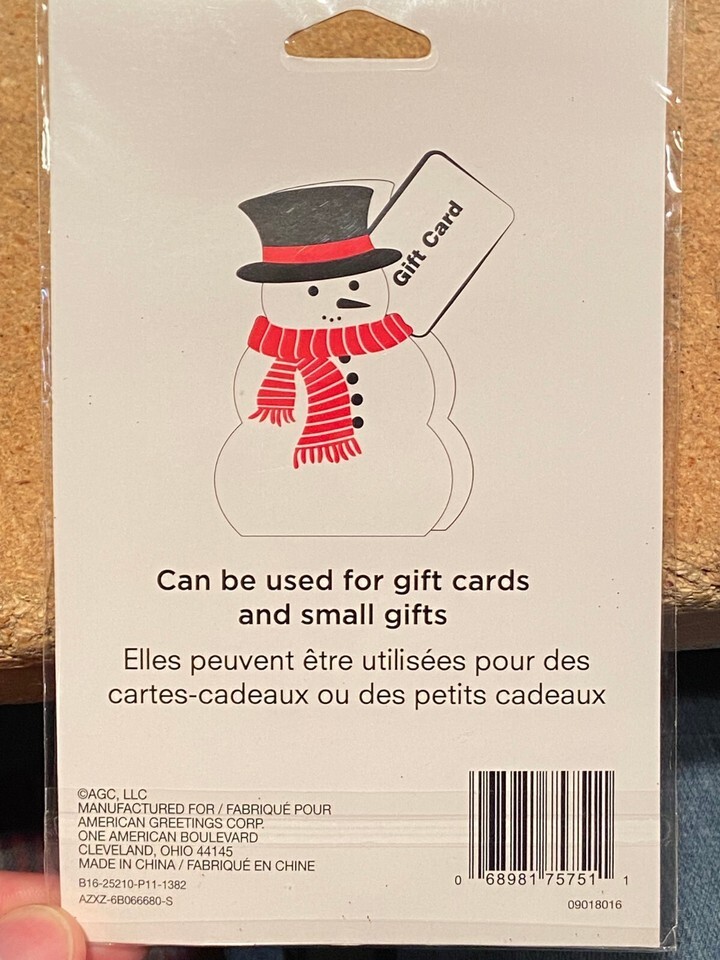 Gift Card
Can be used for gift cards
and small gifts
Elles peuvent être utilisées pour des
cartes-cadeaux ou des petits cadeaux
©AGC, LLC
MANUFACTURED FOR / FABRIQUÉ POUR
AMERICAN GREETINGS CORP.
ONE AMERICAN BOULEVARD
CLEVELAND, OHIO 44145
MADE IN CHINA / FABRIQUÉ EN CHINE
B16-25210-P11-1382
AZXZ-6B066680-S
0 68981 75751 1
09018016